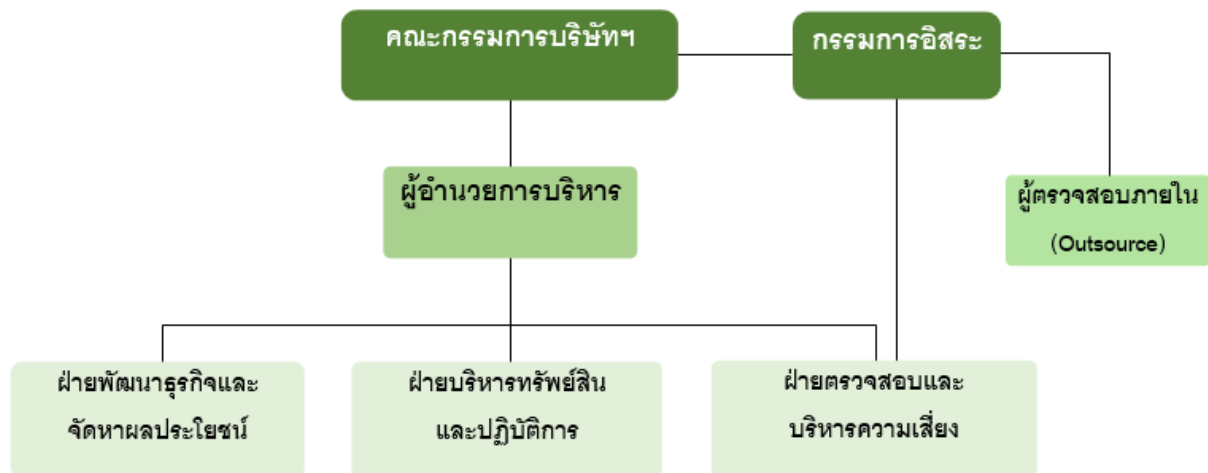 คณะกรรมการบริษัทฯ
กรรมการอิสระ
ผู้อำนวยการบริหาร
ผู้ตรวจสอบภายใน
(Outsource)
ฝ่ายพัฒนาธุรกิจและ
จัดหาผลประโยชน์
ฝ่ายบริหารทรัพย์สิน
และปฏิบัติการ
ฝ่ายตรวจสอบและ
บริหารความเสี่ยง